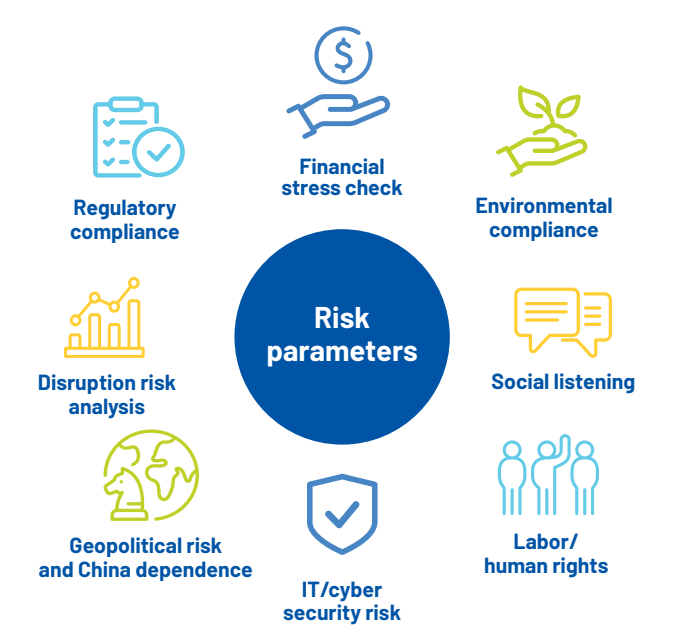 Financial
stress check
Regulatory
compliance
Environmental
compliance
Risk
parameters
Disruption risk
analysis
Social listening
Geopolitical risk
and China dependence
Labor/
human rights
IT/cyber
security risk